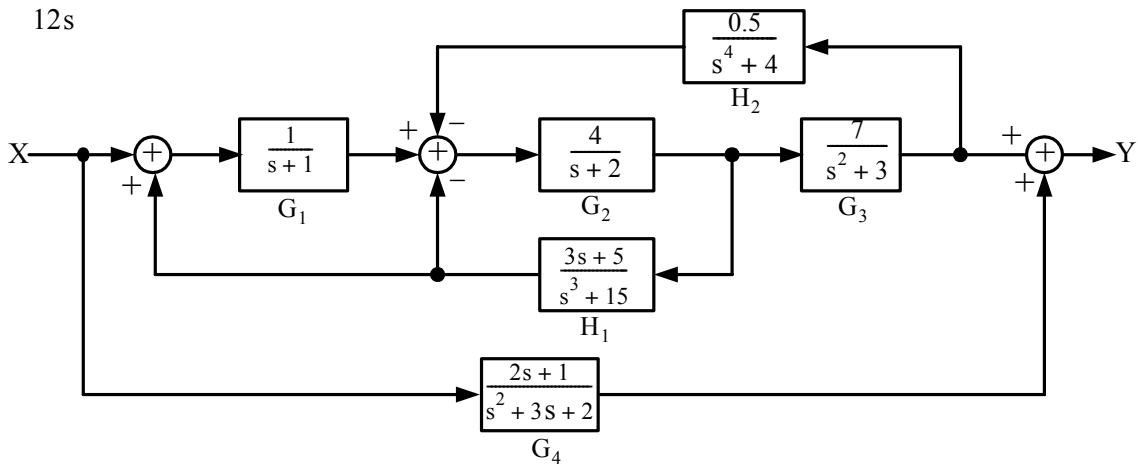 12s
0.5
s⁴ + 4
H₂
X
+
+
1
s + 1
G₁
+
−
+
−
4
s + 2
G₂
7
s² + 3
G₃
+
+
+
Y
3s + 5
s³ + 15
H₁
2s + 1
s² + 3s + 2
G₄